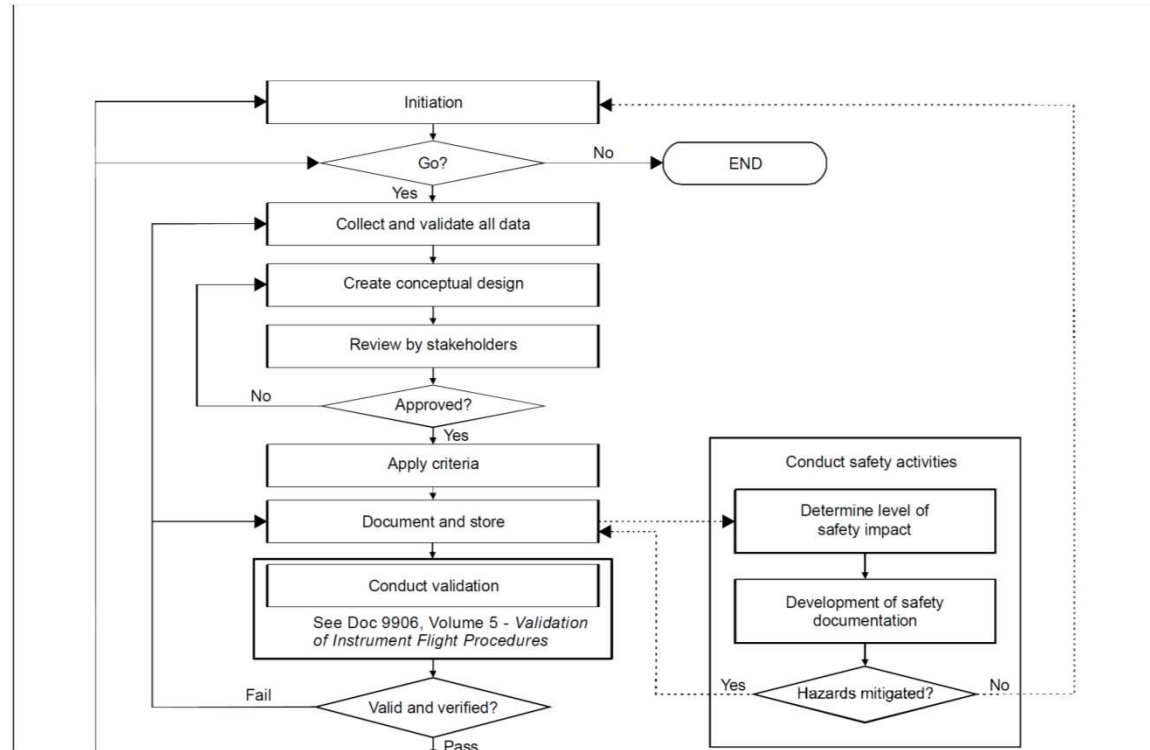 Initiation
Go?
No
END
Yes
Collect and validate all data
Create conceptual design
Review by stakeholders
No
Approved?
Yes
Apply criteria
Document and store
Conduct validation
See Doc 9906, Volume 5 - Validation
of Instrument Flight Procedures
Fail
Valid and verified?
Pass
Conduct safety activities
Determine level of
safety impact
Development of safety
documentation
Yes
Hazards mitigated?
No